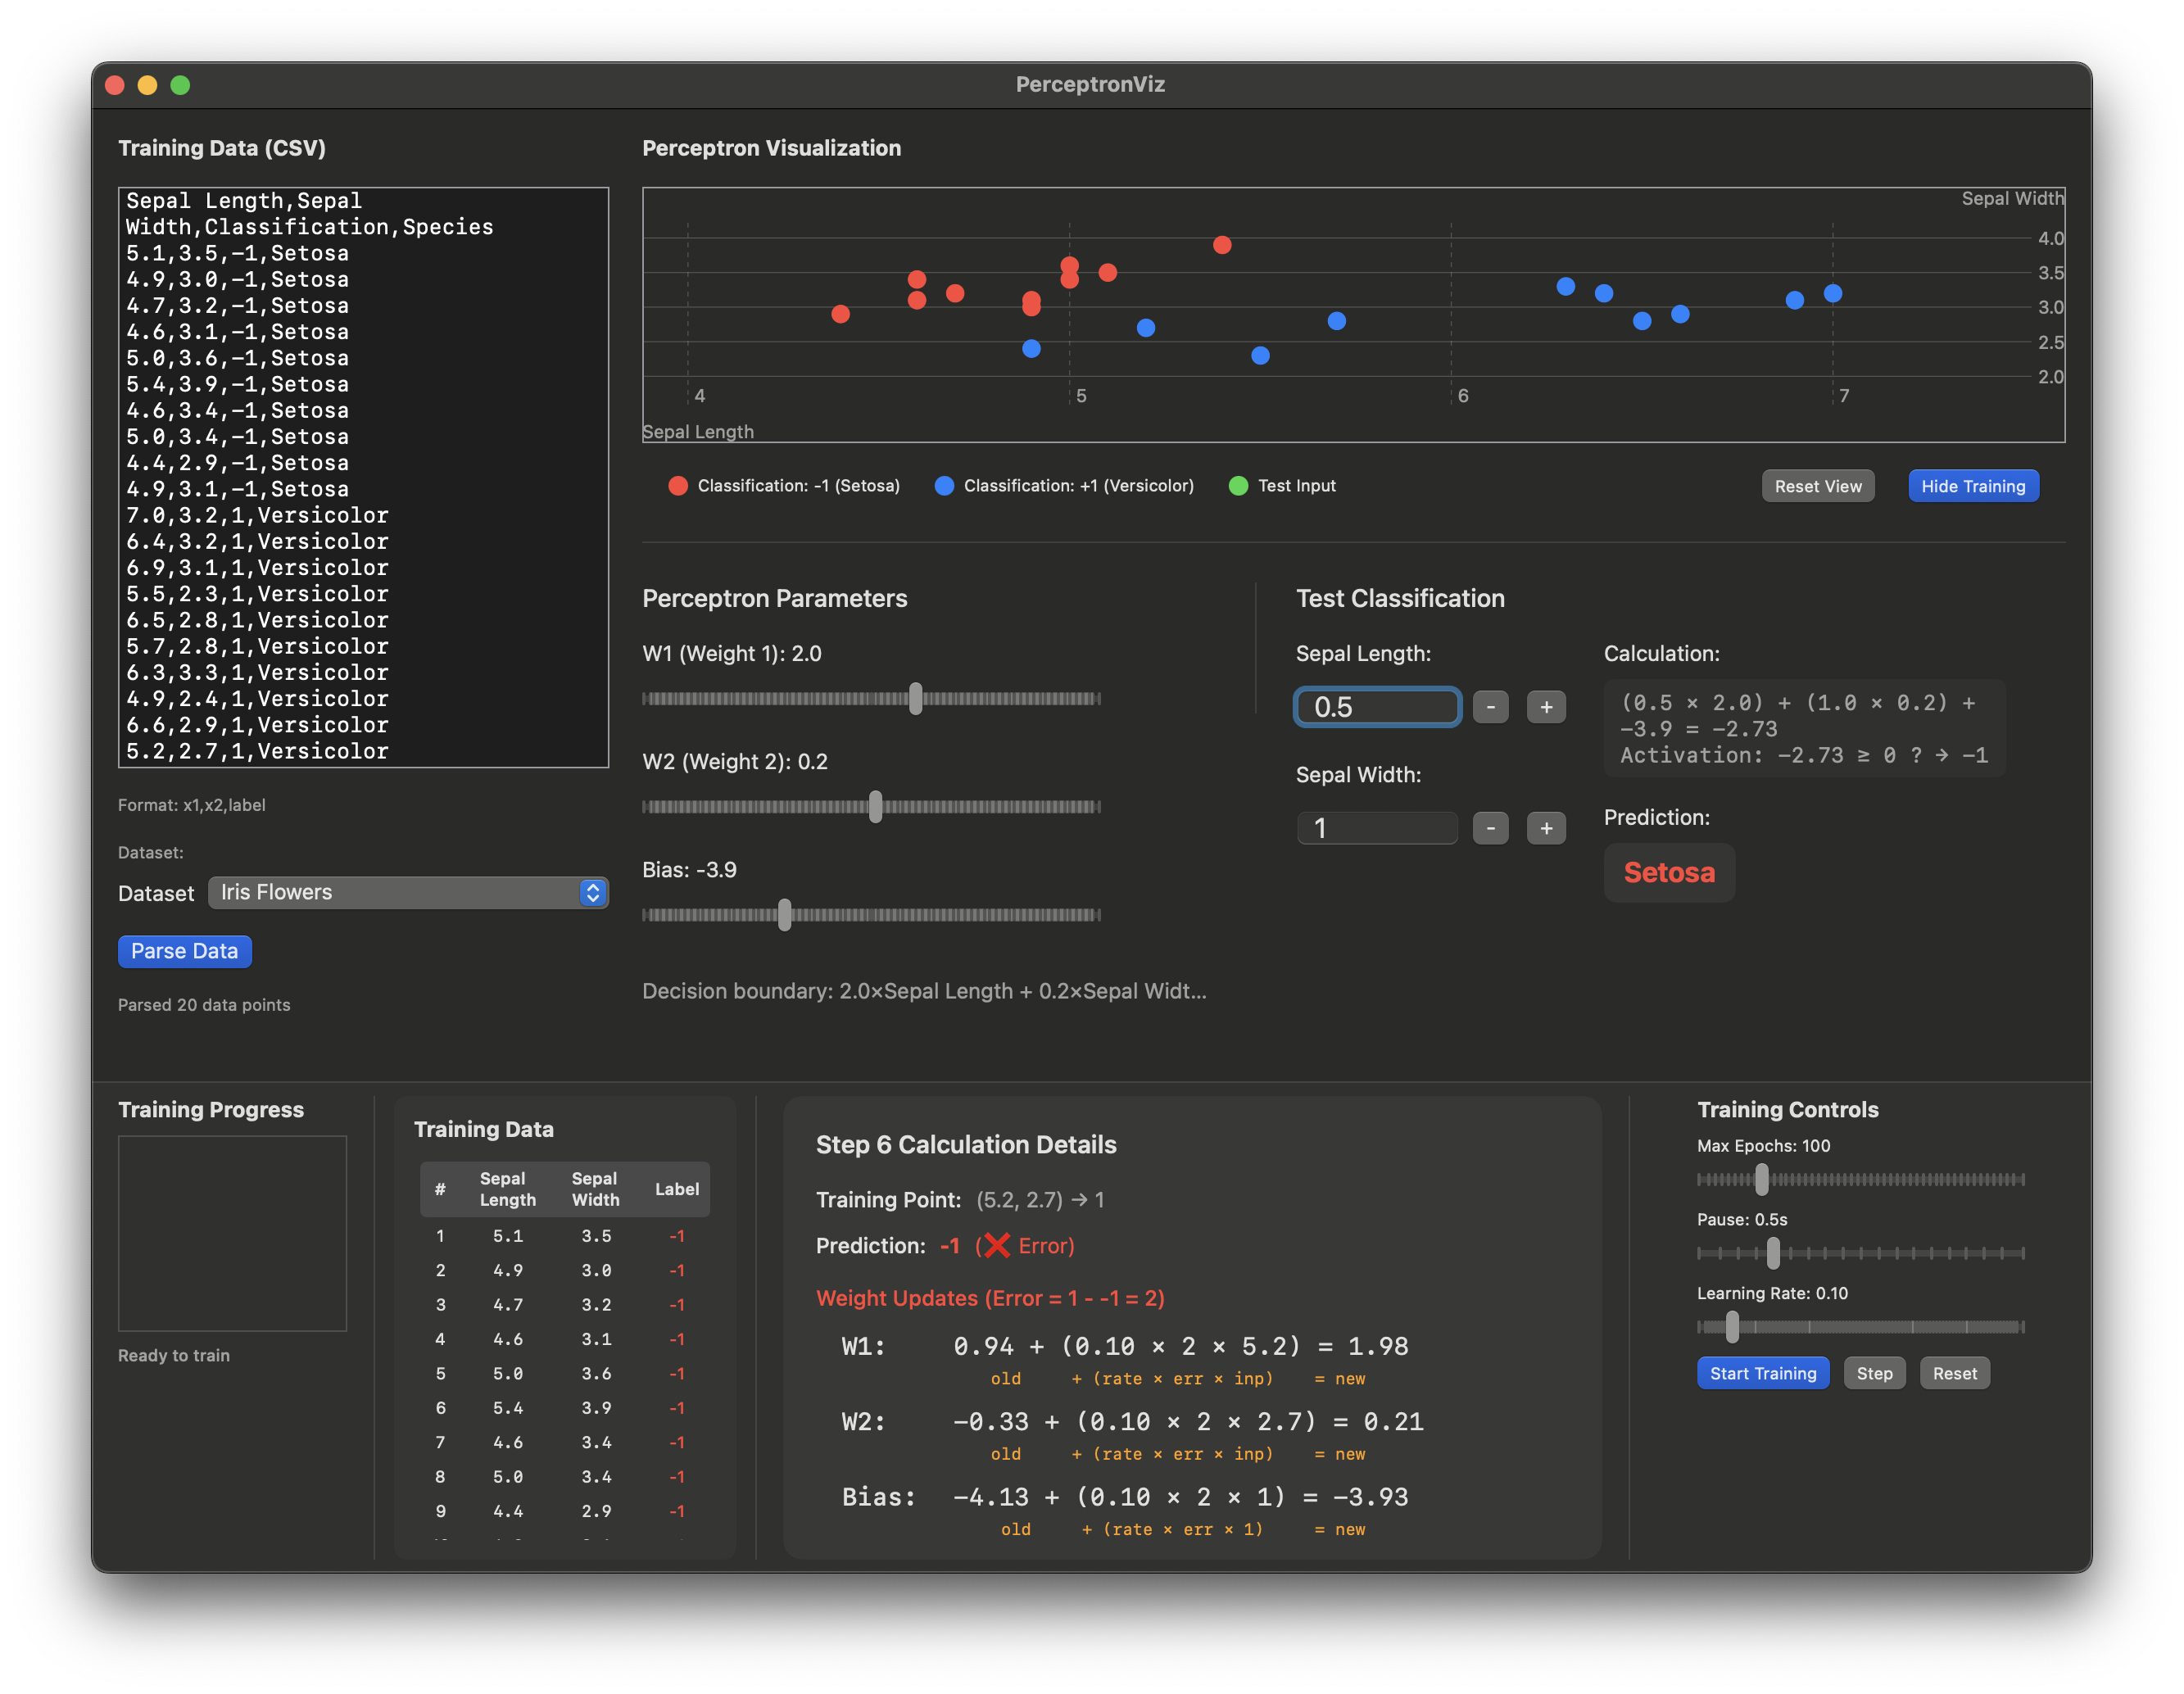 PerceptronViz
Training Data (CSV)
Sepal Length,Sepal
Width,Classification,Species
5.1,3.5,-1,Setosa
4.9,3.0,-1,Setosa
4.7,3.2,-1,Setosa
4.6,3.1,-1,Setosa
5.0,3.6,-1,Setosa
5.4,3.9,-1,Setosa
4.6,3.4,-1,Setosa
5.0,3.4,-1,Setosa
4.4,2.9,-1,Setosa
4.9,3.1,-1,Setosa
7.0,3.2,1,Versicolor
6.4,3.2,1,Versicolor
6.9,3.1,1,Versicolor
5.5,2.3,1,Versicolor
6.5,2.8,1,Versicolor
5.7,2.8,1,Versicolor
6.3,3.3,1,Versicolor
4.9,2.4,1,Versicolor
6.6,2.9,1,Versicolor
5.2,2.7,1,Versicolor
Format: x1,x2,label
Dataset:
Dataset Iris Flowers
Parse Data
Parsed 20 data points
Perceptron Visualization
Sepal Width
4.0
3.5
3.0
2.5
2.0
4 5 6 7
Sepal Length
Classification: -1 (Setosa) Classification: +1 (Versicolor) Test Input
Reset View Hide Training
Perceptron Parameters
W1 (Weight 1): 2.0
W2 (Weight 2): 0.2
Bias: -3.9
Decision boundary: 2.0×Sepal Length + 0.2×Sepal Widt...
Test Classification
Sepal Length:
0.5 - +
Sepal Width:
1 - +
Calculation:
(0.5 × 2.0) + (1.0 × 0.2) +
-3.9 = -2.73
Activation: -2.73 ≥ 0 ? → -1
Prediction:
Setosa
Training Progress
Ready to train
Training Data
# Sepal Length Sepal Width Label
1 5.1 3.5 -1
2 4.9 3.0 -1
3 4.7 3.2 -1
4 4.6 3.1 -1
5 5.0 3.6 -1
6 5.4 3.9 -1
7 4.6 3.4 -1
8 5.0 3.4 -1
9 4.4 2.9 -1
Step 6 Calculation Details
Training Point: (5.2, 2.7) → 1
Prediction: -1 (❌ Error)
Weight Updates (Error = 1 - -1 = 2)
W1: 0.94 + (0.10 × 2 × 5.2) = 1.98
old + (rate × err × inp) = new
W2: -0.33 + (0.10 × 2 × 2.7) = 0.21
old + (rate × err × inp) = new
Bias: -4.13 + (0.10 × 2 × 1) = -3.93
old + (rate × err × 1) = new
Training Controls
Max Epochs: 100
Pause: 0.5s
Learning Rate: 0.10
Start Training Step Reset